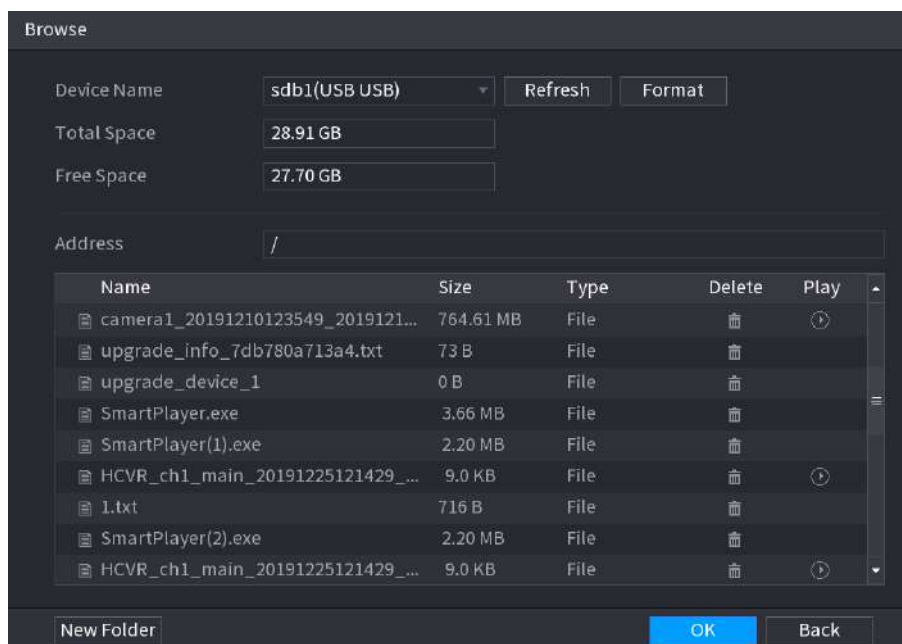 Browse
Device Name sdb1(USB USB) Refresh Format
Total Space 28.91 GB
Free Space 27.70 GB
Address /
Name Size Type Delete Play
camera1_20191210123549_2019121... 764.61 MB File
upgrade_info_7db780a713a4.txt 73 B File
upgrade_device_1 0 B File
SmartPlayer.exe 3.66 MB File
SmartPlayer(1).exe 2.20 MB File
HCVR_ch1_main_20191225121429_... 9.0 KB File
1.txt 716 B File
SmartPlayer(2).exe 2.20 MB File
HCVR_ch1_main_20191225121429_... 9.0 KB File
New Folder OK Back